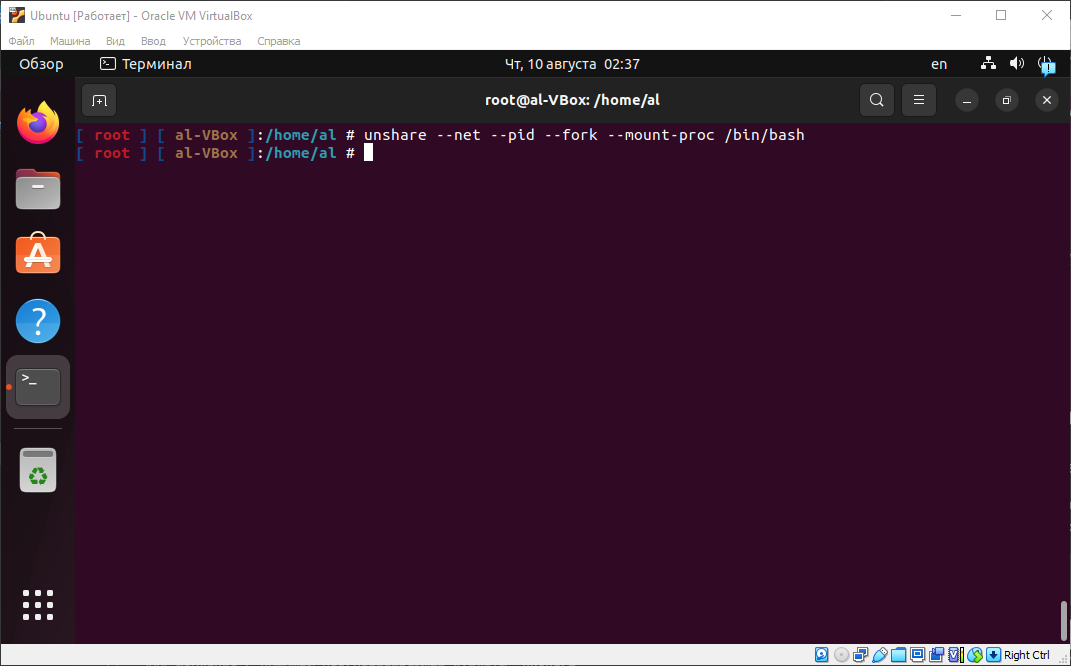 Ubuntu [Работает] - Oracle VM VirtualBox
Файл Машина Вид Ввод Устройства Справка
Обзор Терминал Чт, 10 августа 02:37 en
root@al-VBox: /home/al
[ root ] [ al-VBox ]:/home/al # unshare --net --pid --fork --mount-proc /bin/bash
[ root ] [ al-VBox ]:/home/al #
Right Ctrl